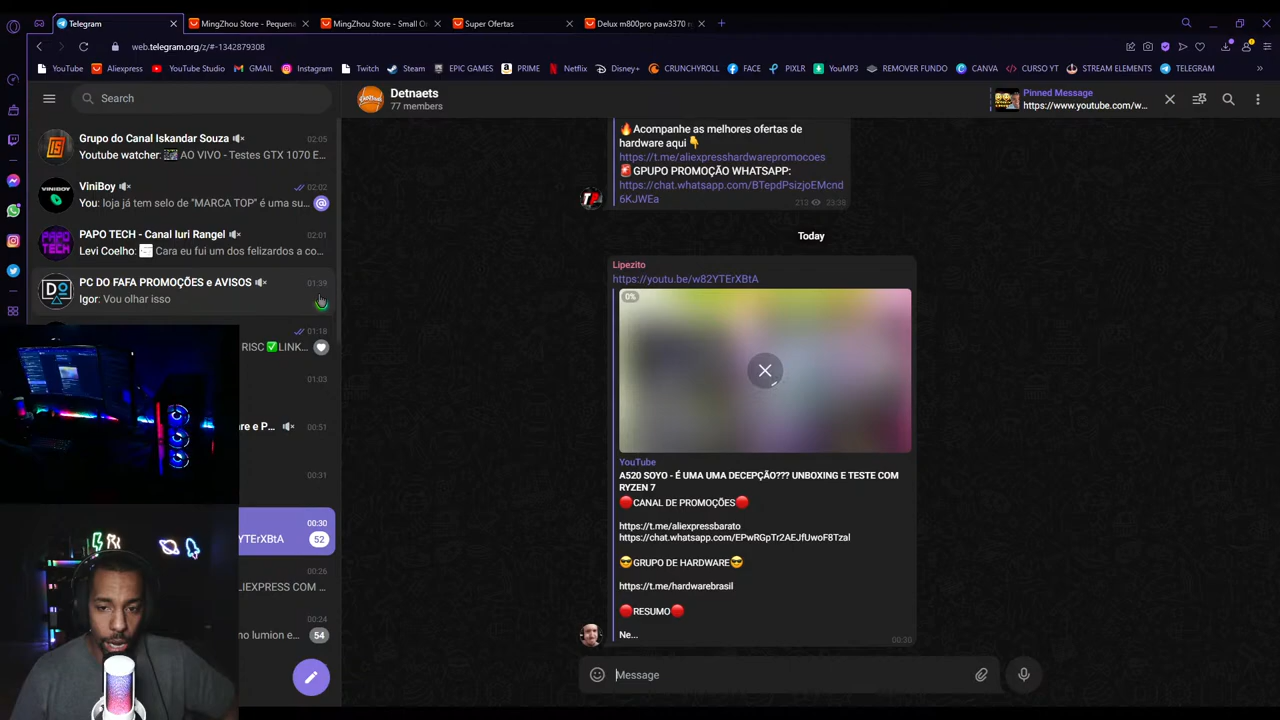 Telegram
MingZhou Store - Pequena
MingZhou Store - Small O
Super Ofertas
Delux m800pro paw3370
web.telegram.org/z/#-1342879308
YouTube
Aliexpress
YouTube Studio
GMAIL
Instagram
Twitch
Steam
EPIC GAMES
PRIME
Netflix
Disney+
CRUNCHYROLL
FACE
PIXLR
YouMP3
REMOVER FUNDO
CANVA
CURSO YT
STREAM ELEMENTS
TELEGRAM
Search
Detnaets
77 members
Pinned Message
https://www.youtube.com/w...
Grupo do Canal Iskandar Souza
02:05
Youtube watcher: AO VIVO - Testes GTX 1070 E...
ViniBoy
02:02
You: loja já tem selo de "MARCA TOP" é uma su...
PAPO TECH - Canal Iuri Rangel
02:01
Levi Coelho: Cara eu fui um dos felizardos a co...
PC DO FAFA PROMOÇÕES e AVISOS
01:39
Igor: Vou olhar isso
01:18
RISC ✅LINK...
01:03
re e P...
00:51
00:31
00:30
YTErXBtA
52
00:26
LIEXPRESS COM ...
00:24
mo lumion e...
54
🔥Acompanhe as melhores ofertas de
hardware aqui 👇
https://t.me/aliexpresshardwarepromocoes
🚨GPUPO PROMOÇÃO WHATSAPP:
https://chat.whatsapp.com/BTepdPsizjoEMcnd
6KJWEa
213
23:38
Today
Lipezito
https://youtu.be/w82YTErXBtA
0%
YouTube
A520 SOYO - É UMA UMA DECEPÇÃO??? UNBOXING E TESTE COM
RYZEN 7
🔴CANAL DE PROMOÇÕES🔴
https://t.me/aliexpressbarato
https://chat.whatsapp.com/EPwRGpTr2AEJfUwoF8Tzal
😎GRUPO DE HARDWARE😎
https://t.me/hardwarebrasil
🔴RESUMO🔴
Ne...
00:30
Message